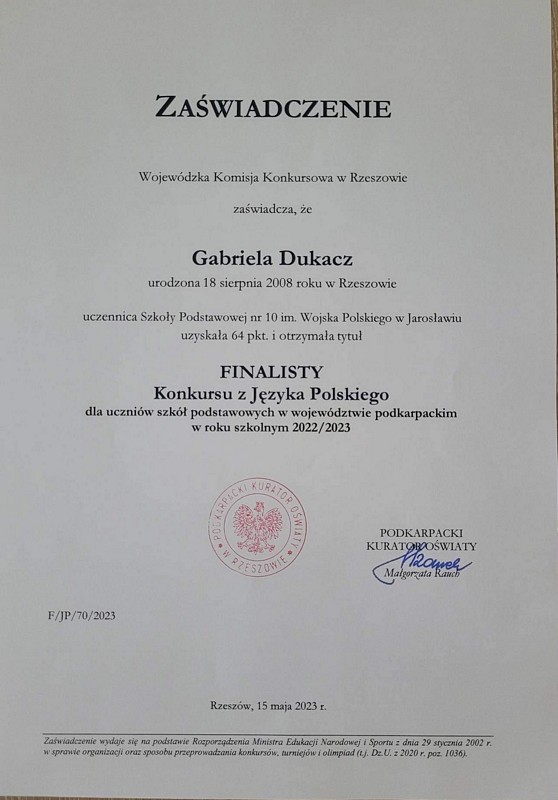 ZAŚWIADCZENIE
Wojewódzka Komisja Konkursowa w Rzeszowie
zaświadcza, że
Gabriela Dukacz
urodzona 18 sierpnia 2008 roku w Rzeszowie
uczennica Szkoły Podstawowej nr 10 im. Wojska Polskiego w Jarosławiu
uzyskała 64 pkt. i otrzymała tytuł
FINALISTY
Konkursu z Języka Polskiego
dla uczniów szkół podstawowych w województwie podkarpackim
w roku szkolnym 2022/2023
PODKARPACKI KURATOR OŚWIATY
W RZESZOWIE
PODKARPACKI
KURATOR OŚWIATY
Małgorzata Rauch
F/JP/70/2023
Rzeszów, 15 maja 2023 r.
Zaświadczenie wydaje się na podstawie Rozporządzenia Ministra Edukacji Narodowej i Sportu z dnia 29 stycznia 2002 r.
w sprawie organizacji oraz sposobu przeprowadzania konkursów, turniejów i olimpiad (t.j. Dz.U. z 2020 r. poz. 1036).